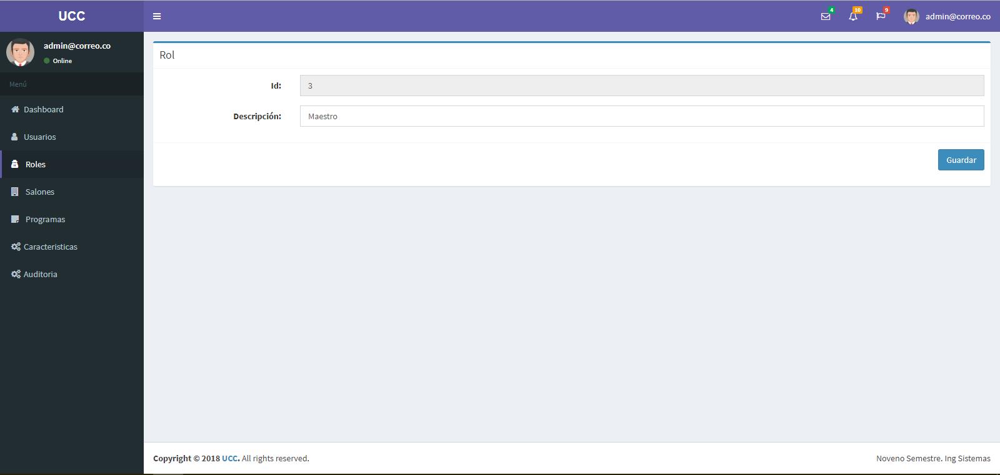 UCC
4
10
9
admin@correo.co
admin@correo.co
Online
Menú
Dashboard
Usuarios
Roles
Salones
Programas
Caracteristicas
Auditoria
Rol
Id:
3
Descripción:
Maestro
Guardar
Copyright © 2018 UCC. All rights reserved.
Noveno Semestre. Ing Sistemas